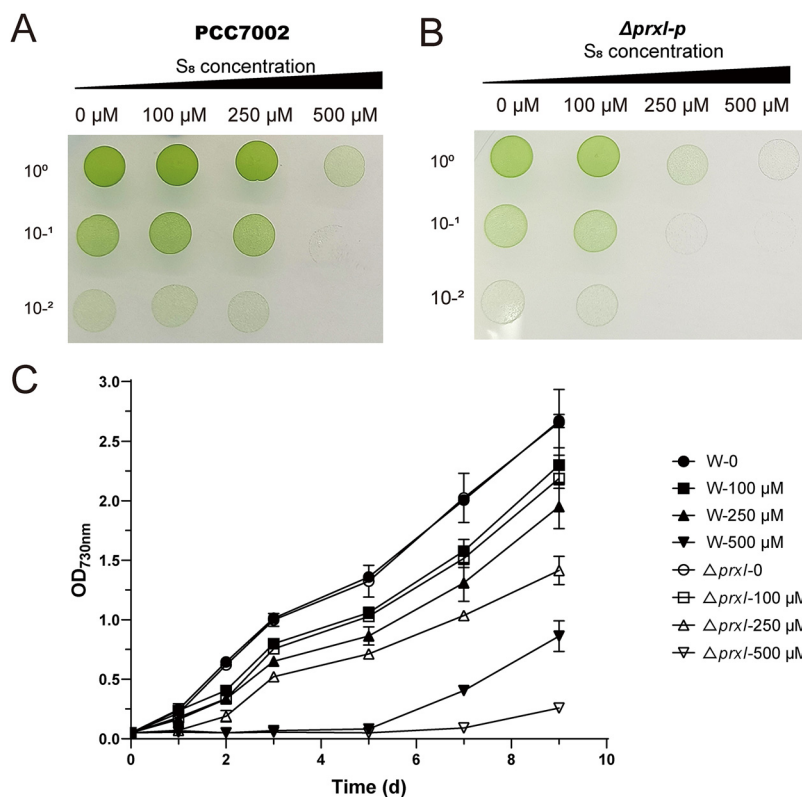 A
PCC7002
S₈ concentration
0 μM 100 μM 250 μM 500 μM
10⁰
10⁻¹
10⁻²
B
Δprxl-p
S₈ concentration
0 μM 100 μM 250 μM 500 μM
10⁰
10⁻¹
10⁻²
C
OD730nm
3.0
2.5
2.0
1.5
1.0
0.5
0.0
0 2 4 6 8 10
Time (d)
W-0
W-100 μM
W-250 μM
W-500 μM
△prxl-0
△prxl-100 μM
△prxl-250 μM
△prxl-500 μM